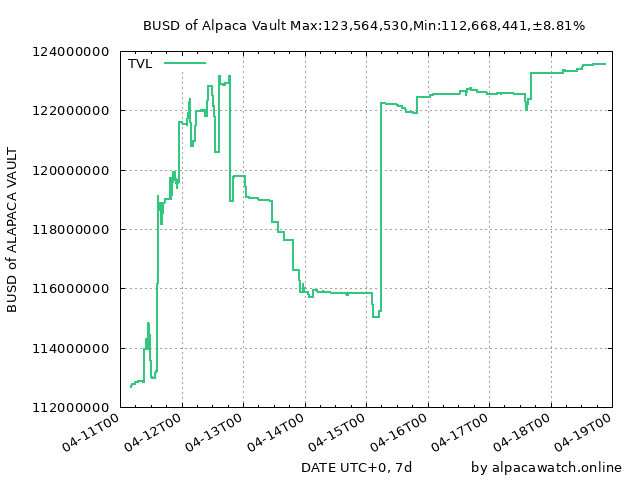 BUSD of Alpaca Vault Max:123,564,530,Min:112,668,441,±8.81%
TVL
124000000
122000000
120000000
118000000
116000000
114000000
112000000
BUSD of ALAPACA VAULT
04-11T00
04-12T00
04-13T00
04-14T00
04-15T00
04-16T00
04-17T00
04-18T00
04-19T00
DATE UTC+0, 7d
by alpacawatch.online